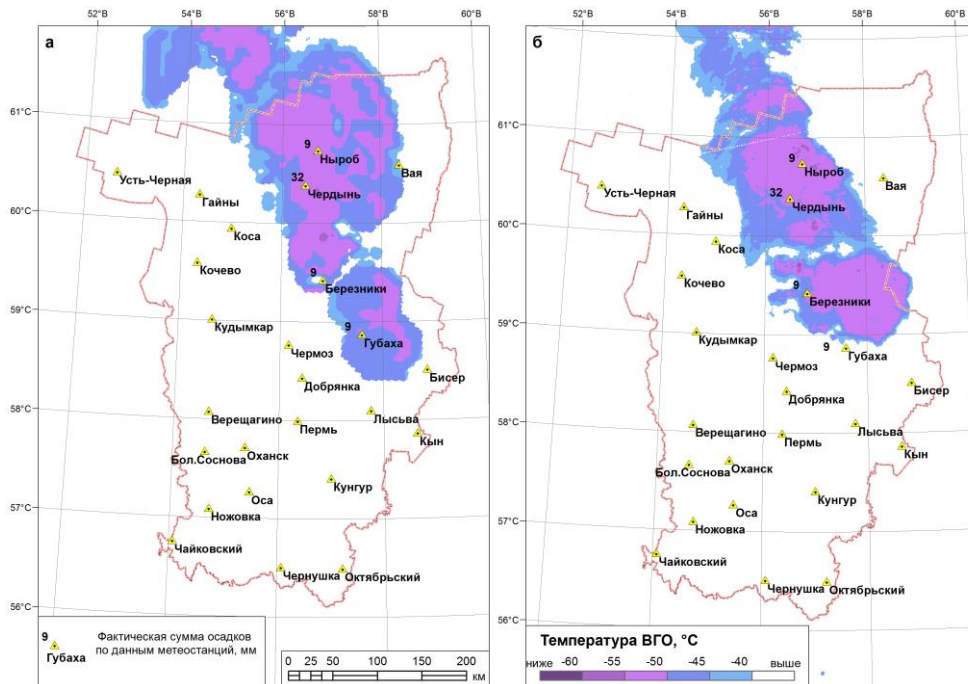 52°В 54°В 56°В 58°В 60°В
а
61°С
60°С
59°С
58°С
57°С
56°С
9
Ныроб
32
Чердынь
Вая
Усть-Черная
Гайны
Коса
Кочево
9
Березники
Кудымкар
9
Губаха
Чермоз
Бисер
Добрянка
Верещагино
Лысьва
Пермь
Кын
Бол.Соснова
Оханск
Кунгур
Оса
Ножовка
Чайковский
Чернушка
Октябрьский
9
Губаха
Фактическая сумма осадков
по данным метеостанций, мм
0 25 50 100 150 200
км
52°В 54°В 56°В 58°В 60°В
б
61°С
60°С
59°С
58°С
57°С
56°С
9
Ныроб
32
Чердынь
Вая
Усть-Черная
Гайны
Коса
Кочево
9
Березники
Кудымкар
9
Губаха
Чермоз
Бисер
Добрянка
Верещагино
Лысьва
Пермь
Кын
Бол.Соснова
Оханск
Кунгур
Оса
Ножовка
Чайковский
Чернушка
Октябрьский
Температура ВГО, °С
ниже -60 -55 -50 -45 -40 выше